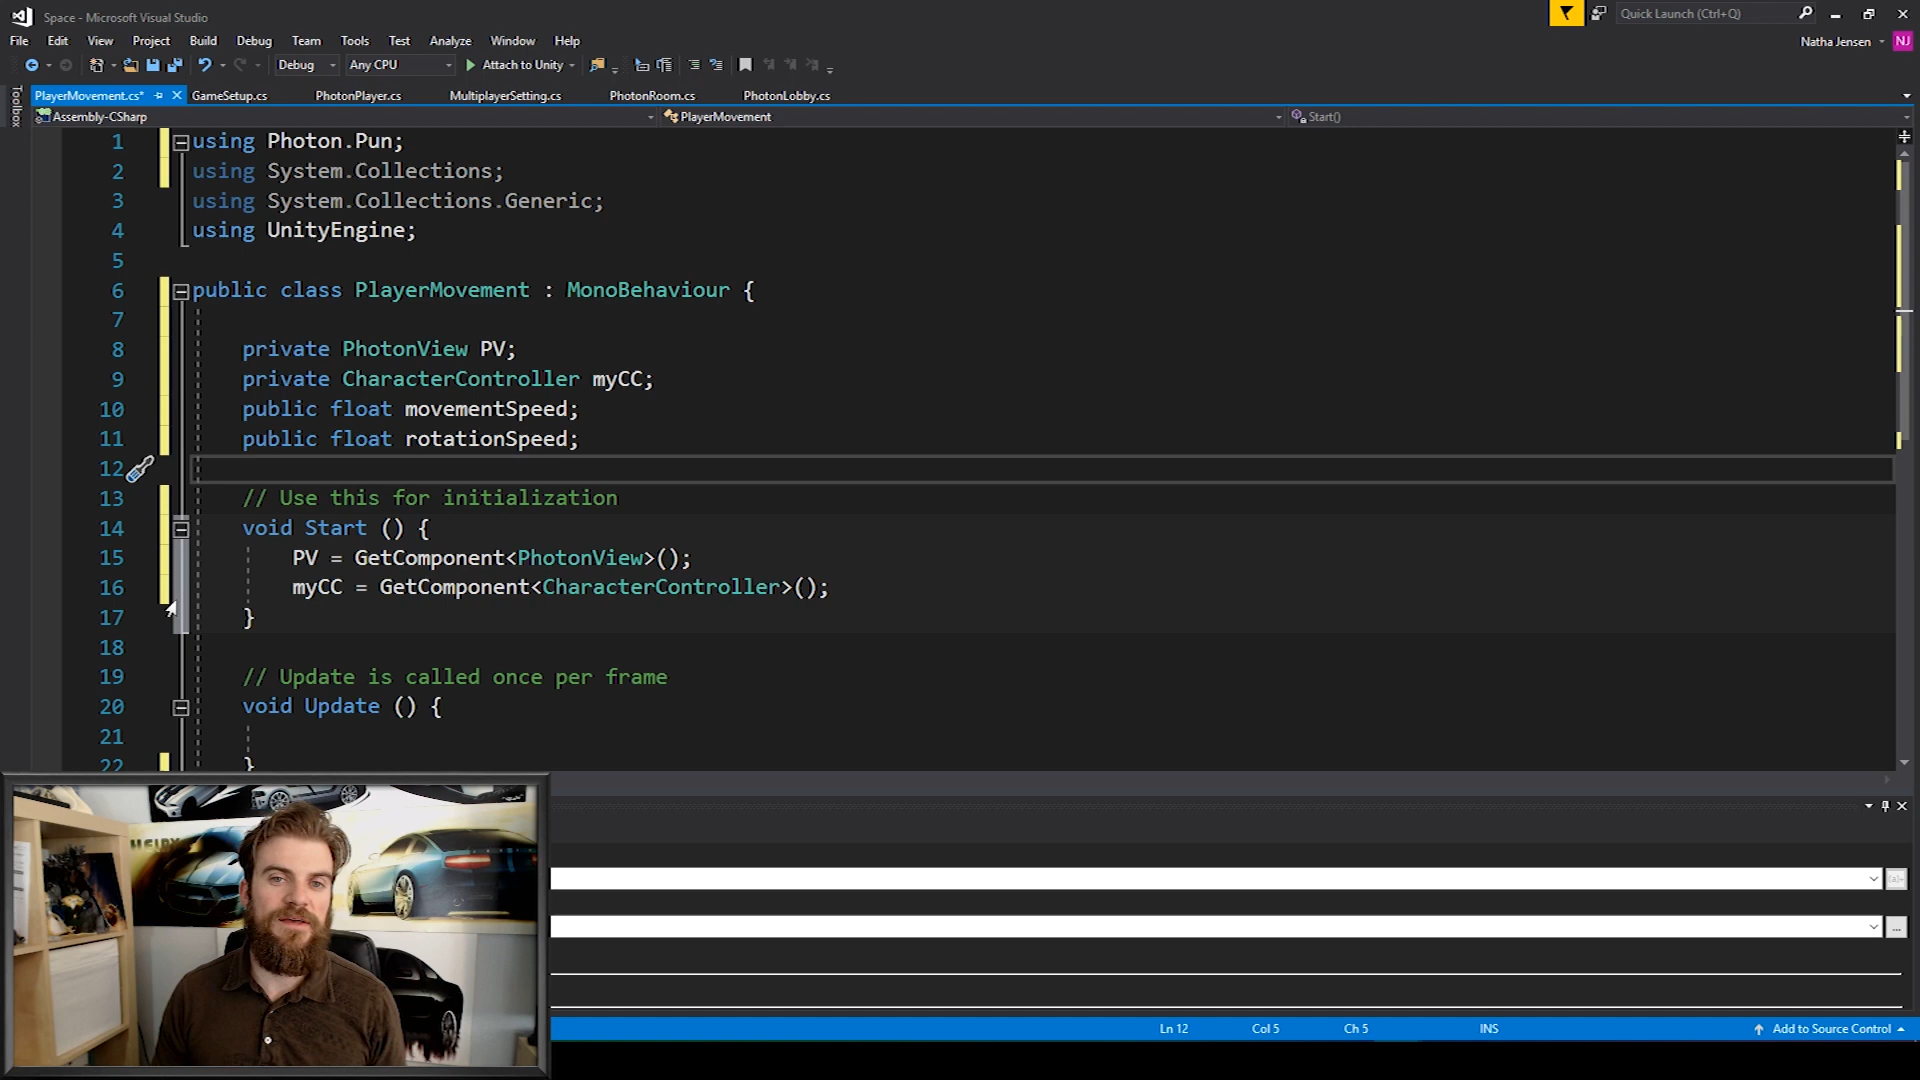 Space - Microsoft Visual Studio
Quick Launch (Ctrl+Q)
File Edit View Project Build Debug Team Tools Test Analyze Window Help
Natha Jensen NJ
Debug Any CPU Attach to Unity
Toolbox
PlayerMovement.cs* GameSetup.cs PhotonPlayer.cs MultiplayerSetting.cs PhotonRoom.cs PhotonLobby.cs
Assembly-CSharp PlayerMovement Start()
1 using Photon.Pun;
2 using System.Collections;
3 using System.Collections.Generic;
4 using UnityEngine;
5
6 public class PlayerMovement : MonoBehaviour {
7
8 private PhotonView PV;
9 private CharacterController myCC;
10 public float movementSpeed;
11 public float rotationSpeed;
12
13 // Use this for initialization
14 void Start () {
15 PV = GetComponent<PhotonView>();
16 myCC = GetComponent<CharacterController>();
17 }
18
19 // Update is called once per frame
20 void Update () {
21
22 }
...
Ln 12 Col 5 Ch 5 INS Add to Source Control